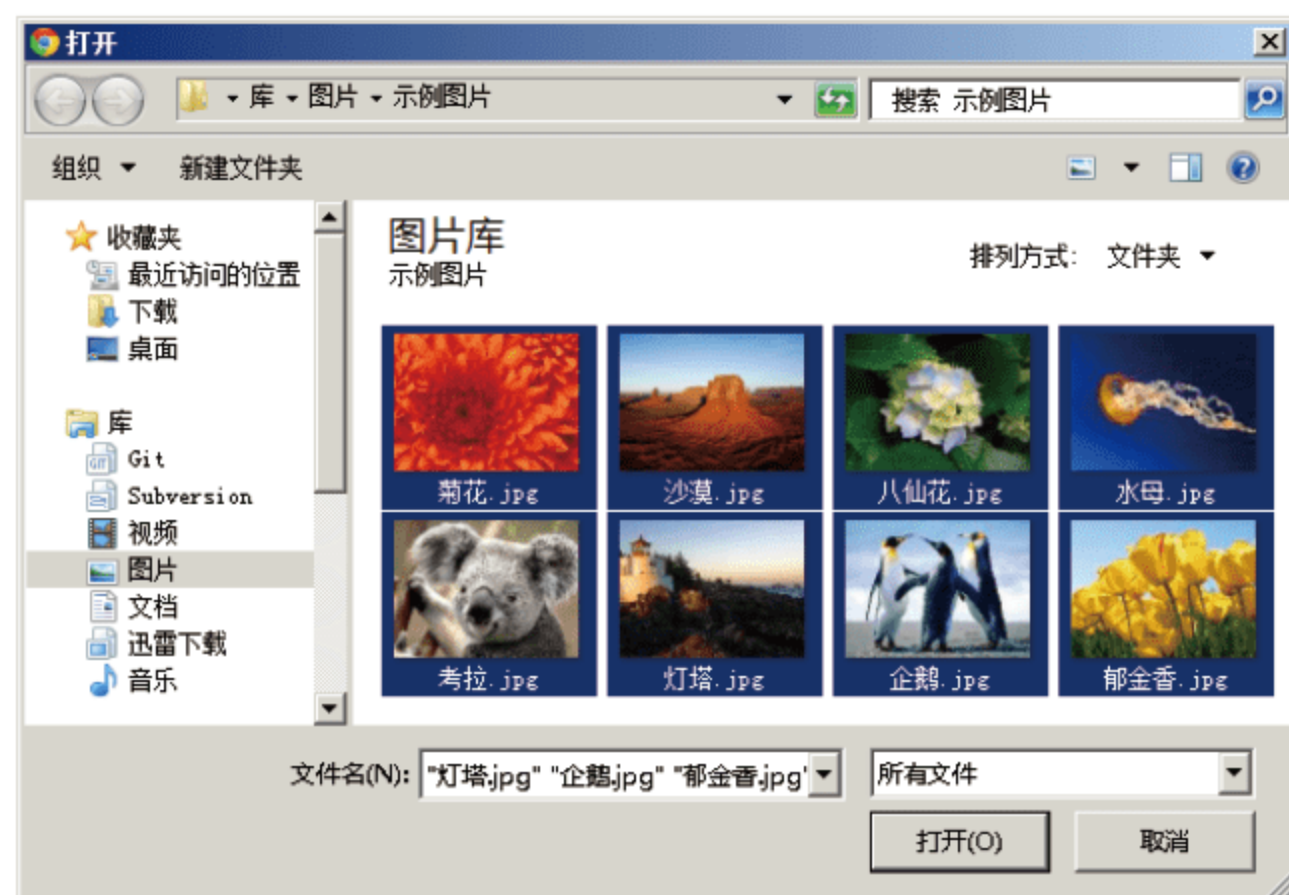 打开
库 图片 示例图片
搜索 示例图片
组织 新建文件夹
收藏夹
最近访问的位置
下载
桌面
库
Git
Subversion
视频
图片
文档
迅雷下载
音乐
图片库
示例图片
排列方式: 文件夹
菊花.jpg 沙漠.jpg 八仙花.jpg 水母.jpg
考拉.jpg 灯塔.jpg 企鹅.jpg 郁金香.jpg
文件名(N): "灯塔.jpg" "企鹅.jpg" "郁金香.jpg" 所有文件
打开(O) 取消